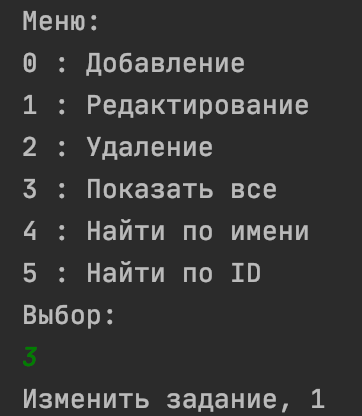 Меню:
0 : Добавление
1 : Редактирование
2 : Удаление
3 : Показать все
4 : Найти по имени
5 : Найти по ID
Выбор:
3
Изменить задание, 1